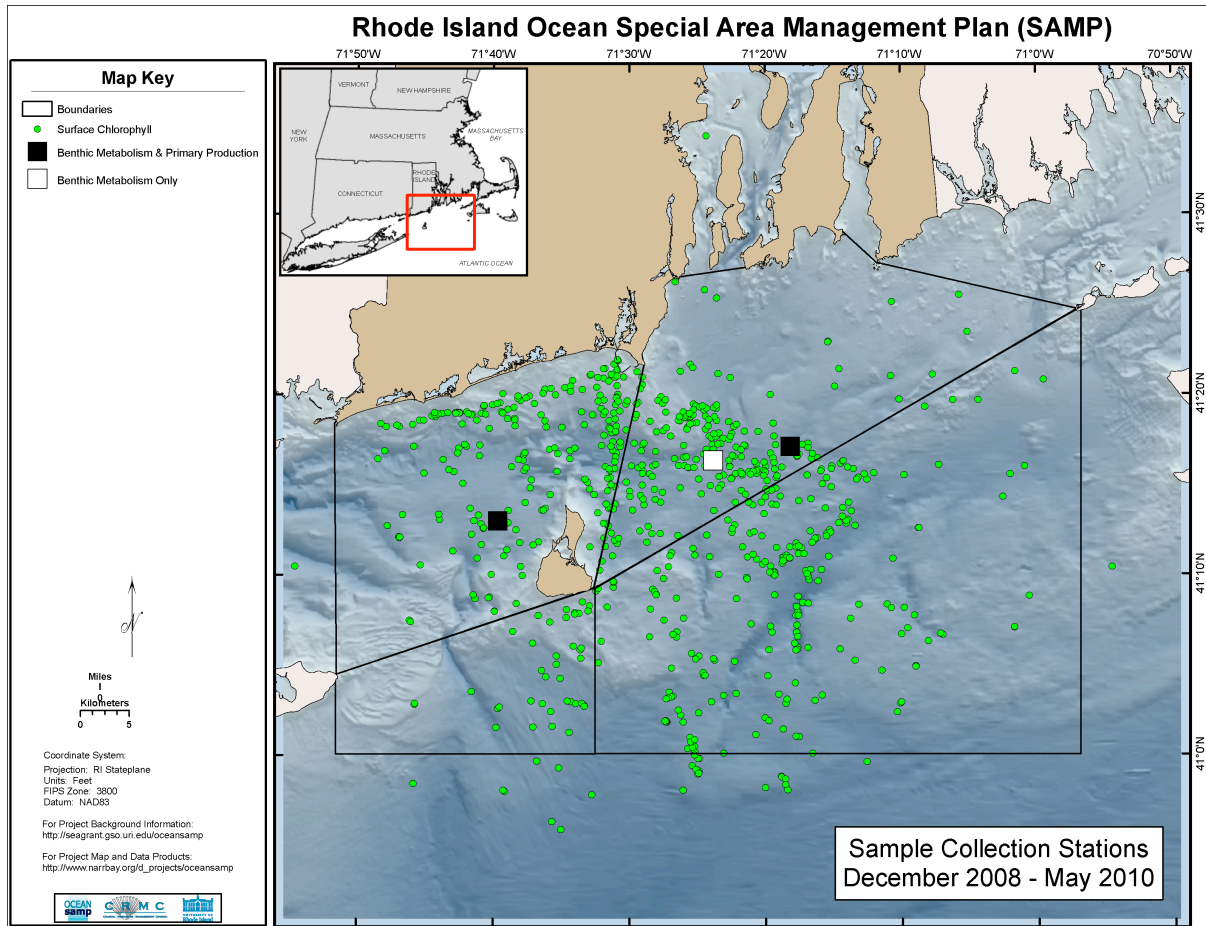 Rhode Island Ocean Special Area Management Plan (SAMP)
71°50'W 71°40'W 71°30'W 71°20'W 71°10'W 71°0'W 70°50'W
Map Key
Boundaries
Surface Chlorophyll
Benthic Metabolism & Primary Production
Benthic Metabolism Only
VERMONT
NEW HAMPSHIRE
NEW
YORK
MASSACHUSETTS
MASSACHUSETTS
BAY
RHODE
ISLAND
CONNECTICUT
ATLANTIC OCEAN
41°30'N
41°20'N
41°10'N
41°0'N
N
Miles
0
Kilometers
0 5
Coordinate System:
Projection: RI Stateplane
Units: Feet
FIPS Zone: 3800
Datum: NAD83
For Project Background Information:
http://seagrant.gso.uri.edu/oceansamp
For Project Map and Data Products:
http://www.narrbay.org/d_projects/oceansamp
OCEAN
samp
C R M C
UNIVERSITY OF
Rhode Island
Sample Collection Stations
December 2008 - May 2010